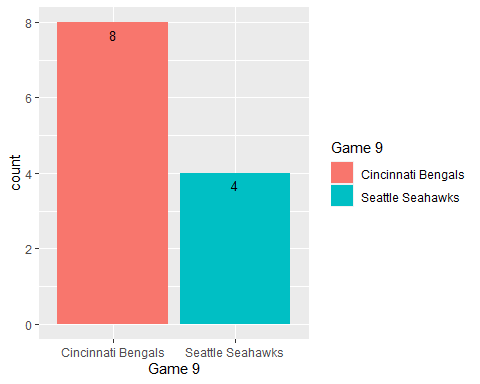 8
6
4
2
0
count
8
4
Cincinnati Bengals
Seattle Seahawks
Game 9
Game 9
Cincinnati Bengals
Seattle Seahawks